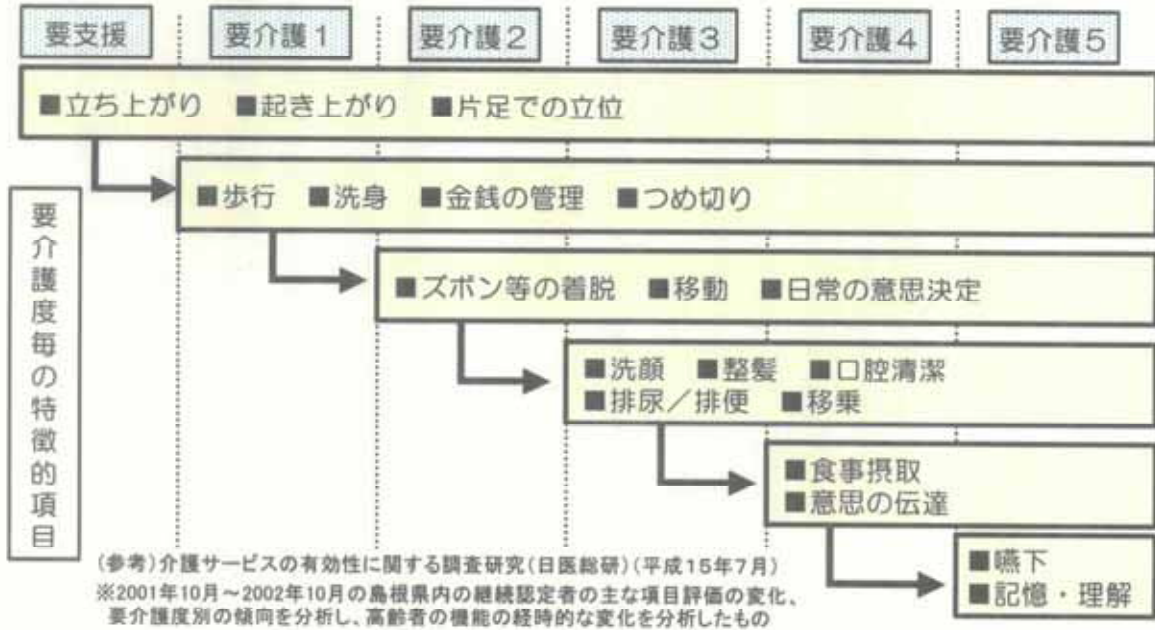 要支援 要介護1 要介護2 要介護3 要介護4 要介護5
■立ち上がり ■起き上がり ■片足での立位
■歩行 ■洗身 ■金銭の管理 ■つめ切り
要介護度毎の特徴的項目
■ズボン等の着脱 ■移動 ■日常の意思決定
■洗顔 ■整髪 ■口腔清潔
■排尿／排便 ■移乗
■食事摂取
■意思の伝達
■嚥下
■記憶・理解
(参考)介護サービスの有効性に関する調査研究(日医総研)(平成15年7月)
※2001年10月～2002年10月の島根県内の継続認定者の主な項目評価の変化、
要介護度別の傾向を分析し、高齢者の機能の経時的な変化を分析したもの